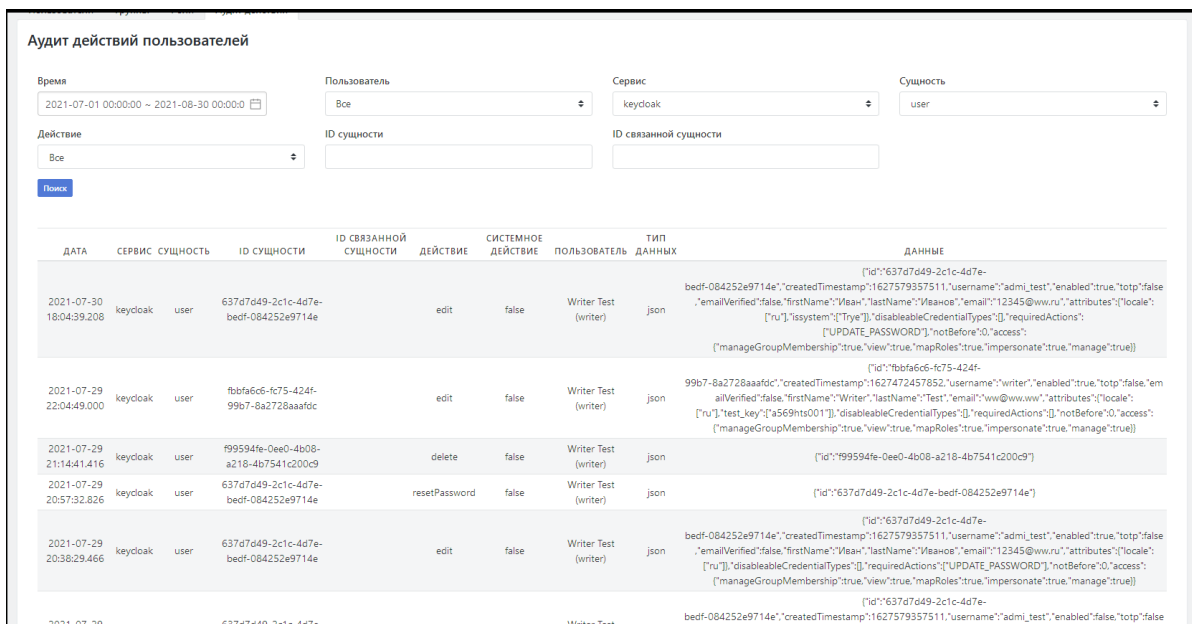 Аудит действий пользователей
Время Пользователь Сервис Сущность
2021-07-01 00:00:00 ~ 2021-08-30 00:00:0 Все keycloak user
Действие ID сущности ID связанной сущности
Все
Поиск
ДАТА СЕРВИС СУЩНОСТЬ ID СУЩНОСТИ ID СВЯЗАННОЙ СУЩНОСТИ ДЕЙСТВИЕ СИСТЕМНОЕ ДЕЙСТВИЕ ПОЛЬЗОВАТЕЛЬ ТИП ДАННЫХ ДАННЫЕ
2021-07-30
18:04:39.208
keycloak
user
637d7d49-2c1c-4d7e-
bedf-084252e9714e
edit
false
Writer Test
(writer)
json
{"id":"637d7d49-2c1c-4d7e-
bedf-084252e9714e","createdTimestamp":1627579357511,"username":"admi_test","enabled":true,"totp":false
,"emailVerified":false,"firstName":"Иван","lastName":"Иванов","email":"12345@ww.ru","attributes":{"locale":
["ru"],"issystem":["Trye"]},"disableableCredentialTypes":[],"requiredActions":
["UPDATE_PASSWORD"],"notBefore":0,"access":
{"manageGroupMembership":true,"view":true,"mapRoles":true,"impersonate":true,"manage":true}}
2021-07-29
22:04:49.000
keycloak
user
fbbfa6c6-fc75-424f-
99b7-8a2728aaafdc
edit
false
Writer Test
(writer)
json
{"id":"fbbfa6c6-fc75-424f-
99b7-8a2728aaafdc","createdTimestamp":1627472457852,"username":"writer","enabled":true,"totp":false,"em
ailVerified":false,"firstName":"Writer","lastName":"Test","email":"ww@ww.ww","attributes":{"locale":
["ru"],"test_key":["a569hts001"]},"disableableCredentialTypes":[],"requiredActions":[],"notBefore":0,"access":
{"manageGroupMembership":true,"view":true,"mapRoles":true,"impersonate":true,"manage":true}}
2021-07-29
21:14:41.416
keycloak
user
f99594fe-0ee0-4b08-
a218-4b7541c200c9
delete
false
Writer Test
(writer)
json
{"id":"f99594fe-0ee0-4b08-a218-4b7541c200c9"}
2021-07-29
20:57:32.826
keycloak
user
637d7d49-2c1c-4d7e-
bedf-084252e9714e
resetPassword
false
Writer Test
(writer)
json
{"id":"637d7d49-2c1c-4d7e-bedf-084252e9714e"}
2021-07-29
20:38:29.466
keycloak
user
637d7d49-2c1c-4d7e-
bedf-084252e9714e
edit
false
Writer Test
(writer)
json
{"id":"637d7d49-2c1c-4d7e-
bedf-084252e9714e","createdTimestamp":1627579357511,"username":"admi_test","enabled":true,"totp":false
,"emailVerified":false,"firstName":"Иван","lastName":"Иванов","email":"12345@ww.ru","attributes":{"locale":
["ru"]},"disableableCredentialTypes":[],"requiredActions":["UPDATE_PASSWORD"],"notBefore":0,"access":
{"manageGroupMembership":true,"view":true,"mapRoles":true,"impersonate":true,"manage":true}}
{"id":"637d7d49-2c1c-4d7e-
bedf-084252e9714e","createdTimestamp":1627579357511,"username":"admi_test","enabled":false,"totp":false